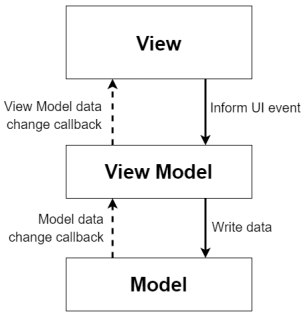 View
View Model data
change callback
Inform UI event
View Model
Model data
change callback
Write data
Model